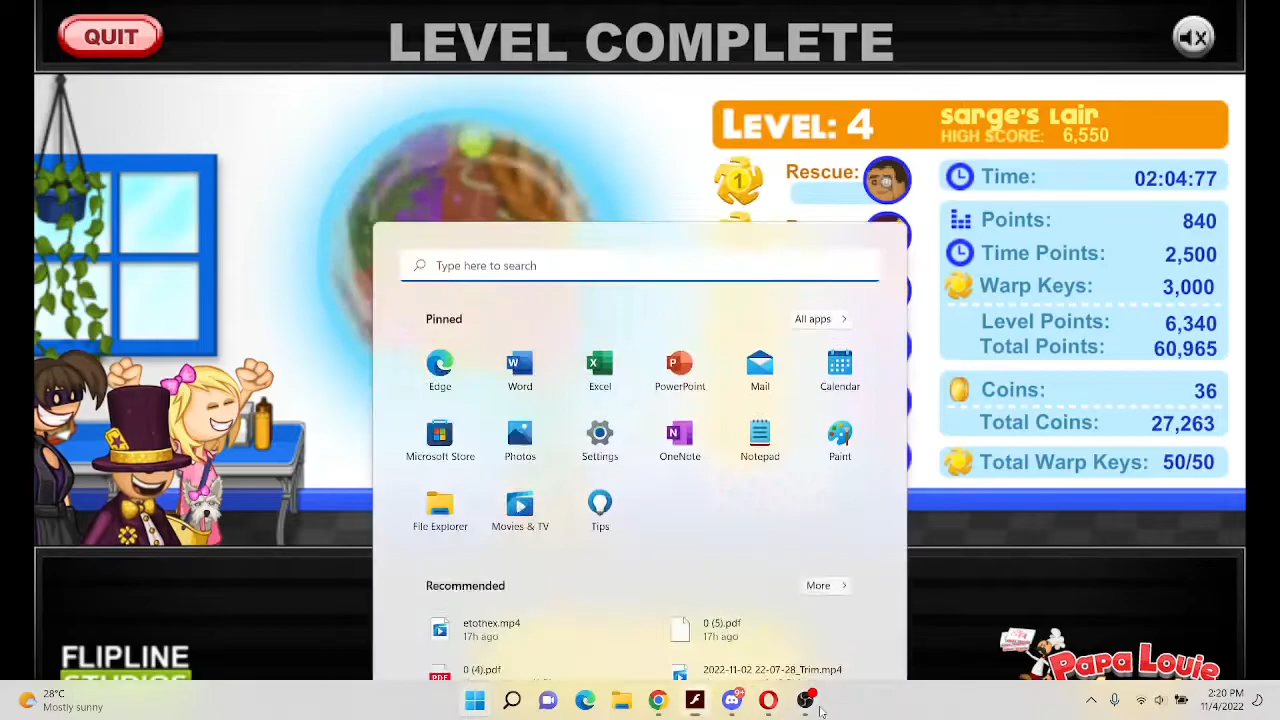 QUIT
LEVEL COMPLETE
LEVEL: 4
Sarge's Lair
HIGH SCORE: 6,550
1
Rescue:
Time: 02:04:77
Points: 840
Time Points: 2,500
Warp Keys: 3,000
Level Points: 6,340
Total Points: 60,965
Coins: 36
Total Coins: 27,263
Total Warp Keys: 50/50
Type here to search
Pinned
All apps
Edge
Word
Excel
PowerPoint
Mail
Calendar
Microsoft Store
Photos
Settings
OneNote
Notepad
Paint
File Explorer
Movies & TV
Tips
Recommended
More
etothex.mp4
17h ago
0 (5).pdf
17h ago
0 (4).pdf
2022-11-02 22-07-28_Trim.mp4
FLIPLINE
STUDIOS
Papa Louie
28°C
Mostly sunny
9+
2:20 PM
11/4/2022